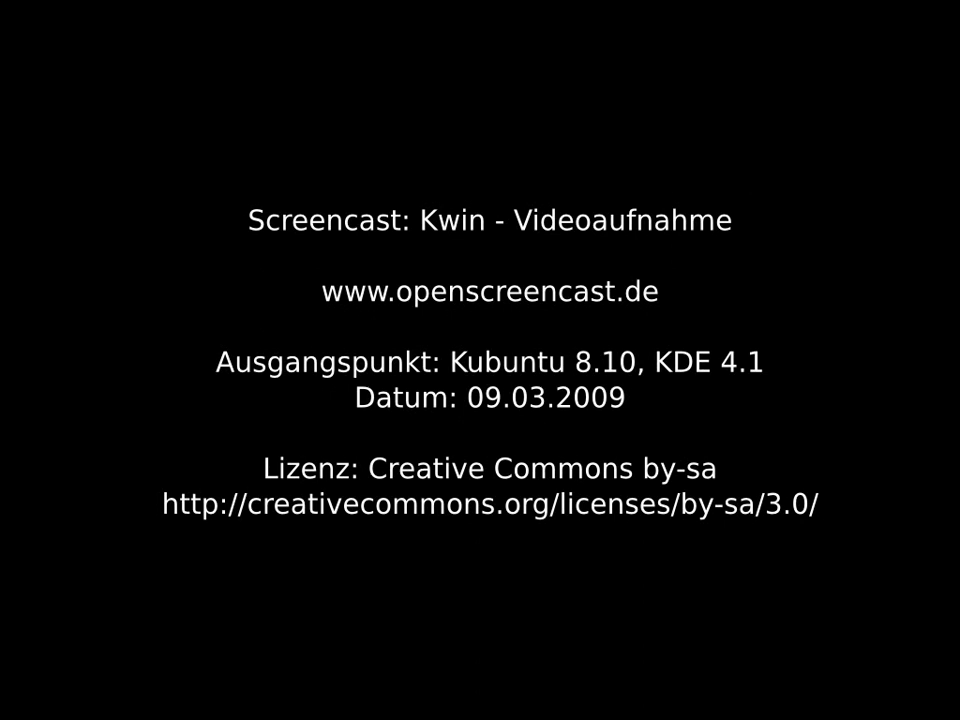 Screencast: Kwin - Videoaufnahme
www.openscreencast.de
Ausgangspunkt: Kubuntu 8.10, KDE 4.1
Datum: 09.03.2009
Lizenz: Creative Commons by-sa
http://creativecommons.org/licenses/by-sa/3.0/